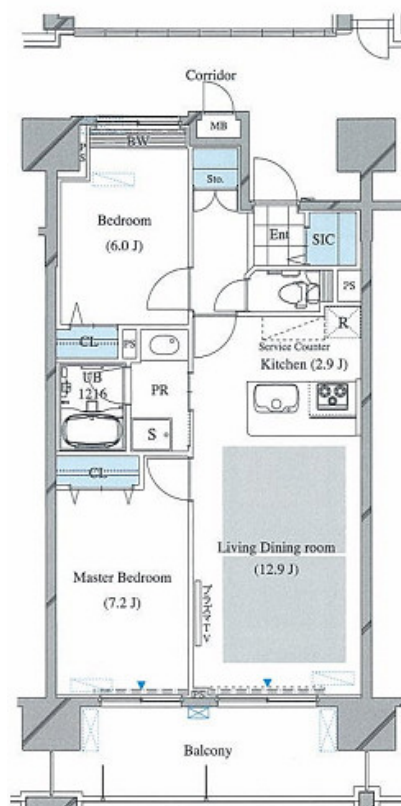 Corridor
MB
PS
BW
Sto.
Bedroom
(6.0 J)
Ent
SIC
PS
R
Service Counter
Kitchen (2.9 J)
CL
PS
UB
1216
PR
S
CL
Living Dining room
(12.9 J)
Master Bedroom
(7.2 J)
プラズマTV
PS
Balcony